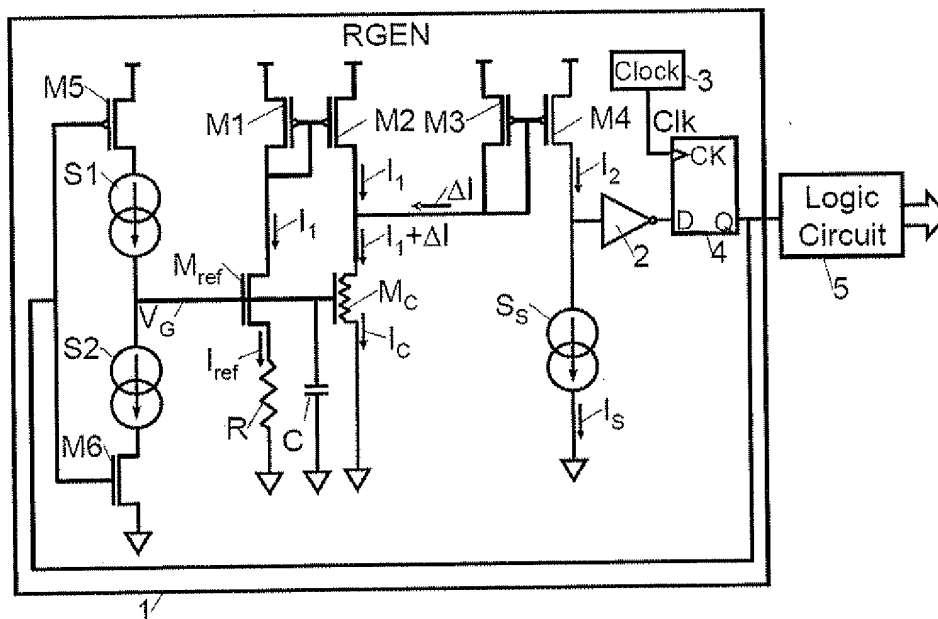 RGEN
M5
M1
M2
M3
M4
Clock
3
Clk
CK
S1
I1
ΔI
I2
D
Q
2
4
Logic
Circuit
5
I1
I1+ΔI
Mref
MC
VG
SS
S2
Iref
IC
R
C
IS
M6
1